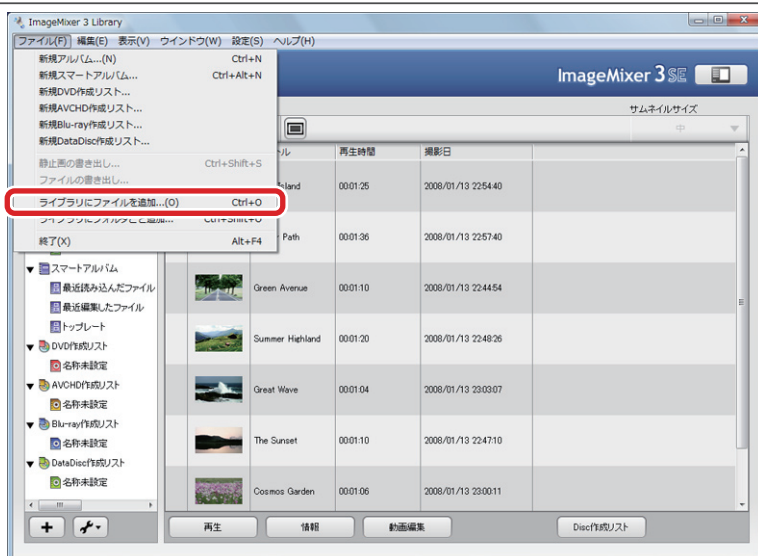 ImageMixer 3 Library
ファイル(F) 編集(E) 表示(V) ウインドウ(W) 設定(S) ヘルプ(H)
新規アルバム...(N) Ctrl+N
新規スマートアルバム... Ctrl+Alt+N
新規DVD作成リスト...
新規AVCHD作成リスト...
新規Blu-ray作成リスト...
新規DataDisc作成リスト...
静止画の書き出し... Ctrl+Shift+S
ファイルの書き出し...
ライブラリにファイルを追加...(O) Ctrl+O
ライブラリにフォルダごと追加... Ctrl+Shift+O
終了(X) Alt+F4
ImageMixer 3 SE
サムネイルサイズ
中
再生時間 撮影日
00:01:25 2008/01/13 22:54:40
Path 00:01:36 2008/01/13 22:57:40
Green Avenue 00:01:10 2008/01/13 22:44:54
Summer Highland 00:01:20 2008/01/13 22:48:26
Great Wave 00:01:04 2008/01/13 23:03:07
The Sunset 00:01:10 2008/01/13 22:47:10
Cosmos Garden 00:01:06 2008/01/13 23:00:11
スマートアルバム
最近読み込んだファイル
最近編集したファイル
トップレート
DVD作成リスト
名称未設定
AVCHD作成リスト
名称未設定
Blu-ray作成リスト
名称未設定
DataDisc作成リスト
名称未設定
再生 情報 動画編集 Disc作成リスト